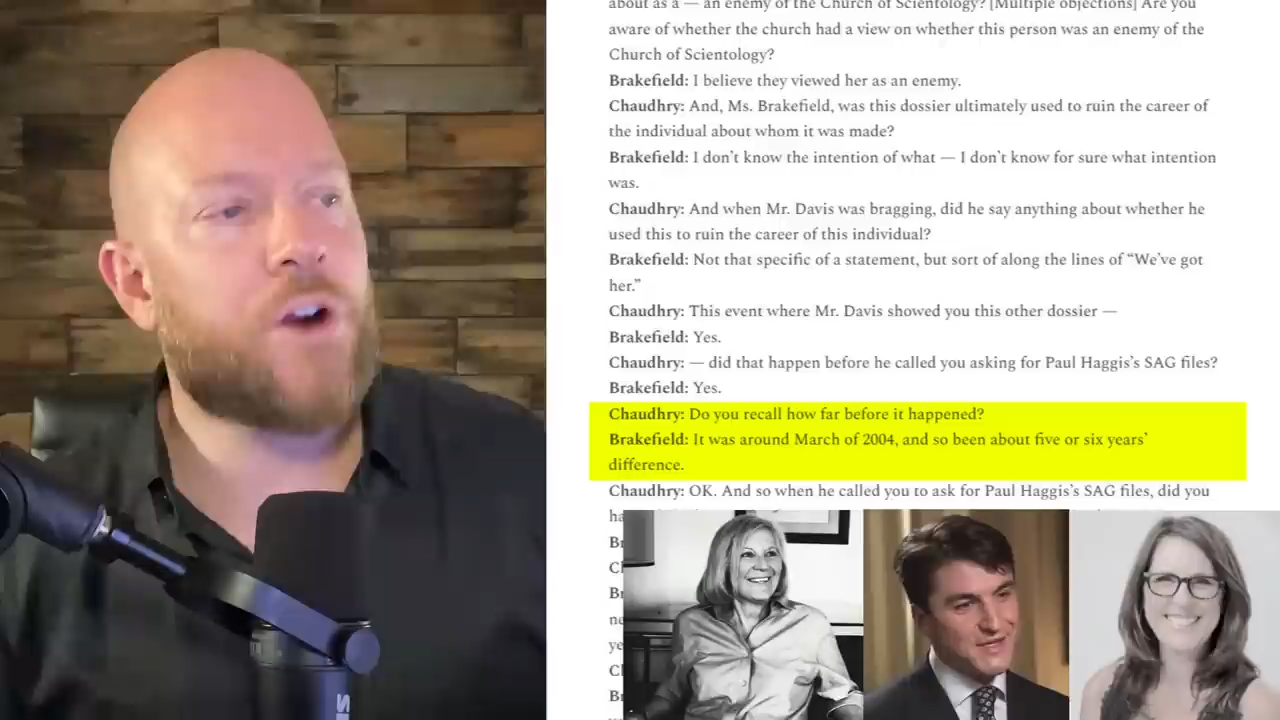 about as a — an enemy of the Church of Scientology? [Multiple objections] Are you
aware of whether the church had a view on whether this person was an enemy of the
Church of Scientology?
Brakefield: I believe they viewed her as an enemy.
Chaudhry: And, Ms. Brakefield, was this dossier ultimately used to ruin the career of
the individual about whom it was made?
Brakefield: I don’t know the intention of what — I don’t know for sure what intention
was.
Chaudhry: And when Mr. Davis was bragging, did he say anything about whether he
used this to ruin the career of this individual?
Brakefield: Not that specific of a statement, but sort of along the lines of “We’ve got
her.”
Chaudhry: This event where Mr. Davis showed you this other dossier —
Brakefield: Yes.
Chaudhry: — did that happen before he called you asking for Paul Haggis’s SAG files?
Brakefield: Yes.
Chaudhry: Do you recall how far before it happened?
Brakefield: It was around March of 2004, and so been about five or six years’
difference.
Chaudhry: OK. And so when he called you to ask for Paul Haggis’s SAG files, did you